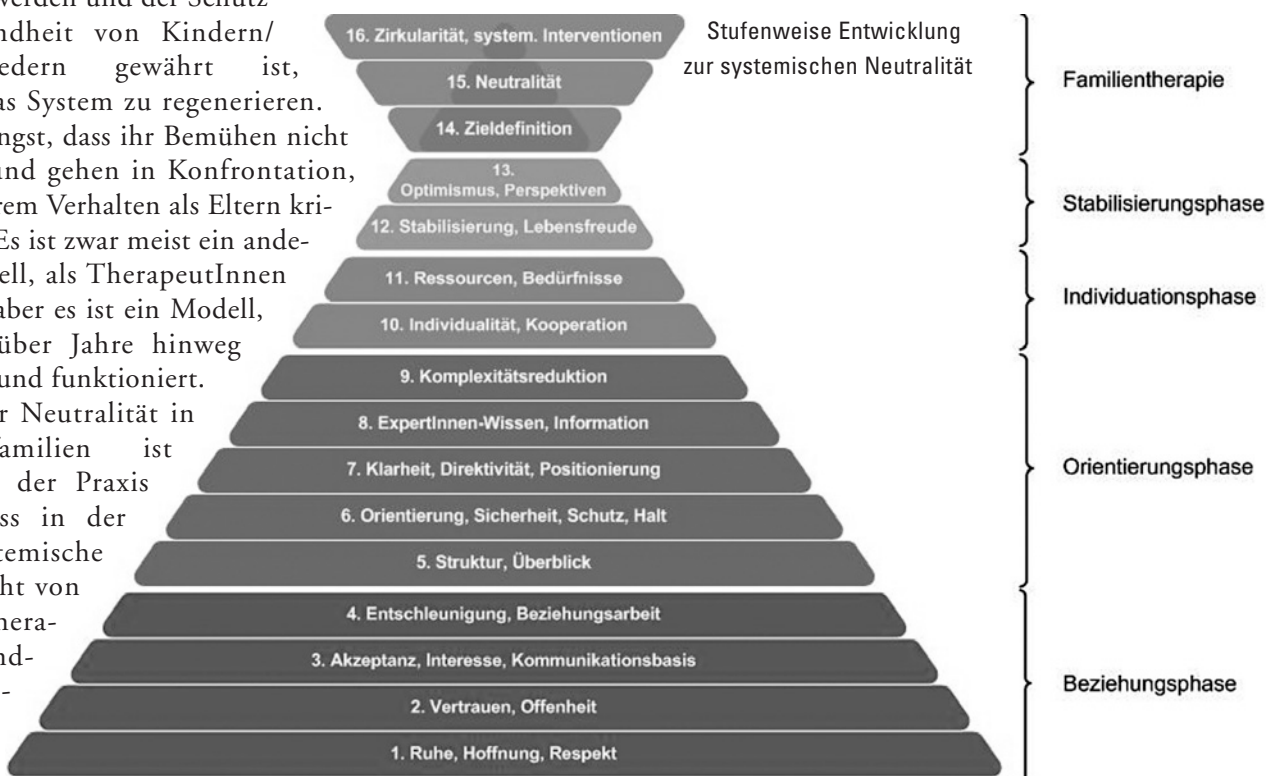 werden und der Schutz
ndheit von Kindern/
edern gewährt ist,
as System zu regenerieren.
ngst, dass ihr Bemühen nicht
und gehen in Konfrontation,
rem Verhalten als Eltern kri-
Es ist zwar meist ein ande-
ell, als TherapeutInnen
aber es ist ein Modell,
über Jahre hinweg
und funktioniert.
r Neutralität in
familien ist
der Praxis
ss in der
temische
ht von
hera-
nd-
-
Stufenweise Entwicklung
zur systemischen Neutralität
16. Zirkularität, system. Interventionen
15. Neutralität
14. Zieldefinition
Familientherapie
13.
Optimismus, Perspektiven
12. Stabilisierung, Lebensfreude
Stabilisierungsphase
11. Ressourcen, Bedürfnisse
10. Individualität, Kooperation
Individuationsphase
9. Komplexitätsreduktion
8. ExpertInnen-Wissen, Information
7. Klarheit, Direktivität, Positionierung
6. Orientierung, Sicherheit, Schutz, Halt
5. Struktur, Überblick
Orientierungsphase
4. Entschleunigung, Beziehungsarbeit
3. Akzeptanz, Interesse, Kommunikationsbasis
2. Vertrauen, Offenheit
1. Ruhe, Hoffnung, Respekt
Beziehungsphase